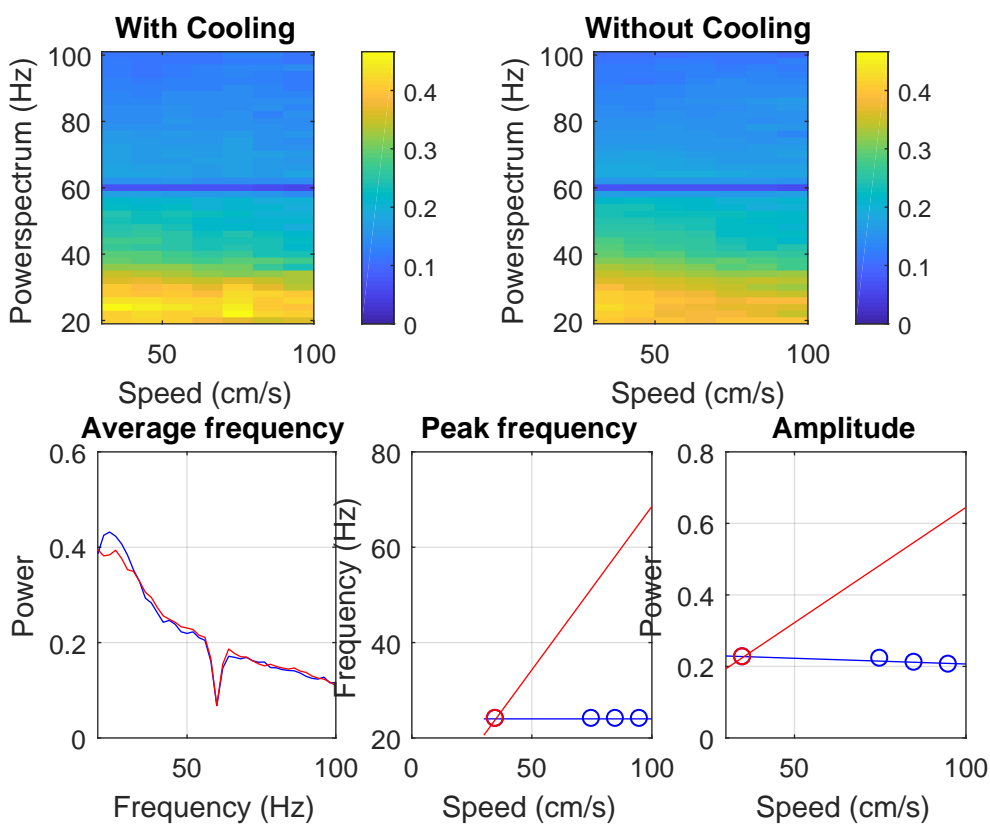 With Cooling
Without Cooling
Powerspectrum (Hz)
100
80
60
40
20
50
100
Speed (cm/s)
0.4
0.3
0.2
0.1
0
Powerspectrum (Hz)
100
80
60
40
20
50
100
Speed (cm/s)
0.4
0.3
0.2
0.1
0
Average frequency
Power
0.6
0.4
0.2
0
50
100
Frequency (Hz)
Peak frequency
Frequency (Hz)
80
60
40
20
0
50
100
Speed (cm/s)
Amplitude
Power
0.8
0.6
0.4
0.2
0
50
100
Speed (cm/s)